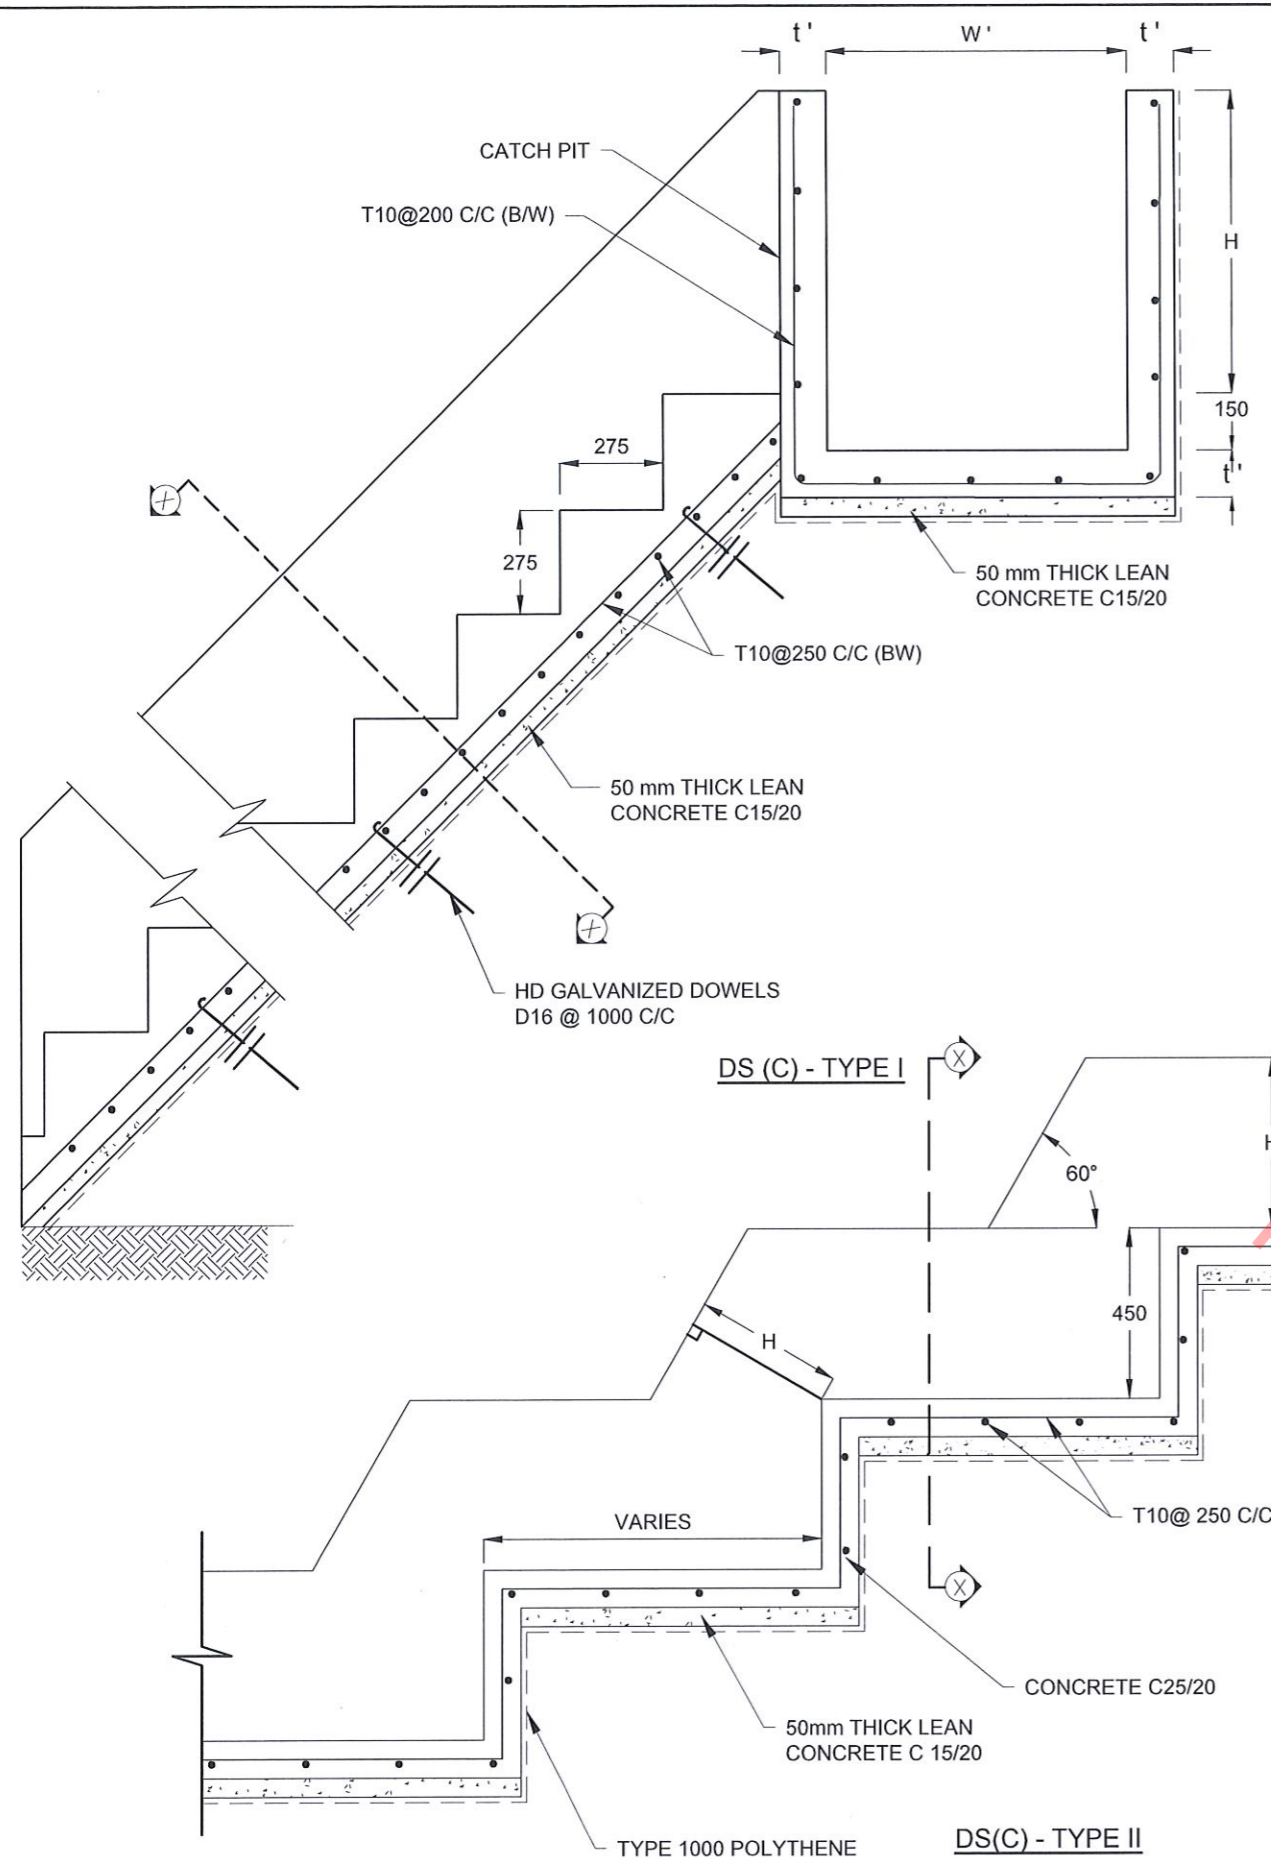 t' W' t'
CATCH PIT
T10@200 C/C (B/W)
H
275
150
t'
275
50 mm THICK LEAN
CONCRETE C15/20
T10@250 C/C (BW)
50 mm THICK LEAN
CONCRETE C15/20
X
X
HD GALVANIZED DOWELS
D16 @ 1000 C/C
DS (C) - TYPE I
X
60°
H
450
H
T10@ 250 C/C
VARIES
X
CONCRETE C25/20
50mm THICK LEAN
CONCRETE C 15/20
TYPE 1000 POLYTHENE
DS(C) - TYPE II